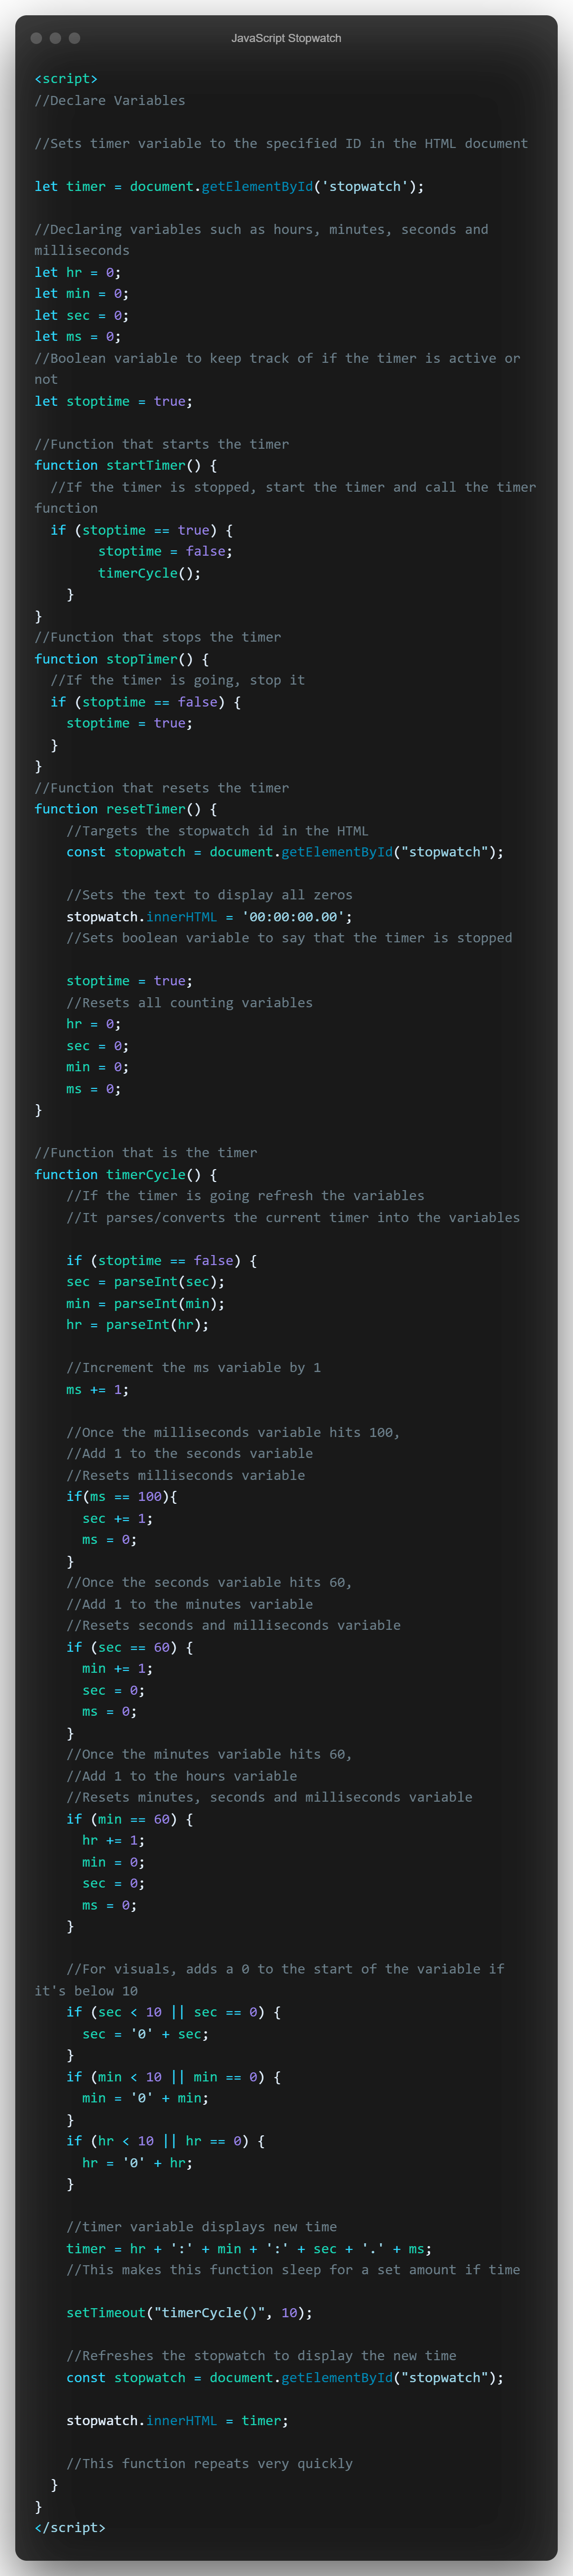 JavaScript Stopwatch
<script>
//Declare Variables
//Sets timer variable to the specified ID in the HTML document
let timer = document.getElementById('stopwatch');
//Declaring variables such as hours, minutes, seconds and
milliseconds
let hr = 0;
let min = 0;
let sec = 0;
let ms = 0;
//Boolean variable to keep track of if the timer is active or
not
let stoptime = true;
//Function that starts the timer
function startTimer() {
//If the timer is stopped, start the timer and call the timer
function
if (stoptime == true) {
stoptime = false;
timerCycle();
}
}
//Function that stops the timer
function stopTimer() {
//If the timer is going, stop it
if (stoptime == false) {
stoptime = true;
}
}
//Function that resets the timer
function resetTimer() {
//Targets the stopwatch id in the HTML
const stopwatch = document.getElementById("stopwatch");
//Sets the text to display all zeros
stopwatch.innerHTML = '00:00:00.00';
//Sets boolean variable to say that the timer is stopped
stoptime = true;
//Resets all counting variables
hr = 0;
sec = 0;
min = 0;
ms = 0;
}
//Function that is the timer
function timerCycle() {
//If the timer is going refresh the variables
//It parses/converts the current timer into the variables
if (stoptime == false) {
sec = parseInt(sec);
min = parseInt(min);
hr = parseInt(hr);
//Increment the ms variable by 1
ms += 1;
//Once the milliseconds variable hits 100,
//Add 1 to the seconds variable
//Resets milliseconds variable
if(ms == 100){
sec += 1;
ms = 0;
}
//Once the seconds variable hits 60,
//Add 1 to the minutes variable
//Resets seconds and milliseconds variable
if (sec == 60) {
min += 1;
sec = 0;
ms = 0;
}
//Once the minutes variable hits 60,
//Add 1 to the hours variable
//Resets minutes, seconds and milliseconds variable
if (min == 60) {
hr += 1;
min = 0;
sec = 0;
ms = 0;
}
//For visuals, adds a 0 to the start of the variable if
it's below 10
if (sec < 10 || sec == 0) {
sec = '0' + sec;
}
if (min < 10 || min == 0) {
min = '0' + min;
}
if (hr < 10 || hr == 0) {
hr = '0' + hr;
}
//timer variable displays new time
timer = hr + ':' + min + ':' + sec + '.' + ms;
//This makes this function sleep for a set amount if time
setTimeout("timerCycle()", 10);
//Refreshes the stopwatch to display the new time
const stopwatch = document.getElementById("stopwatch");
stopwatch.innerHTML = timer;
//This function repeats very quickly
}
}
</script>